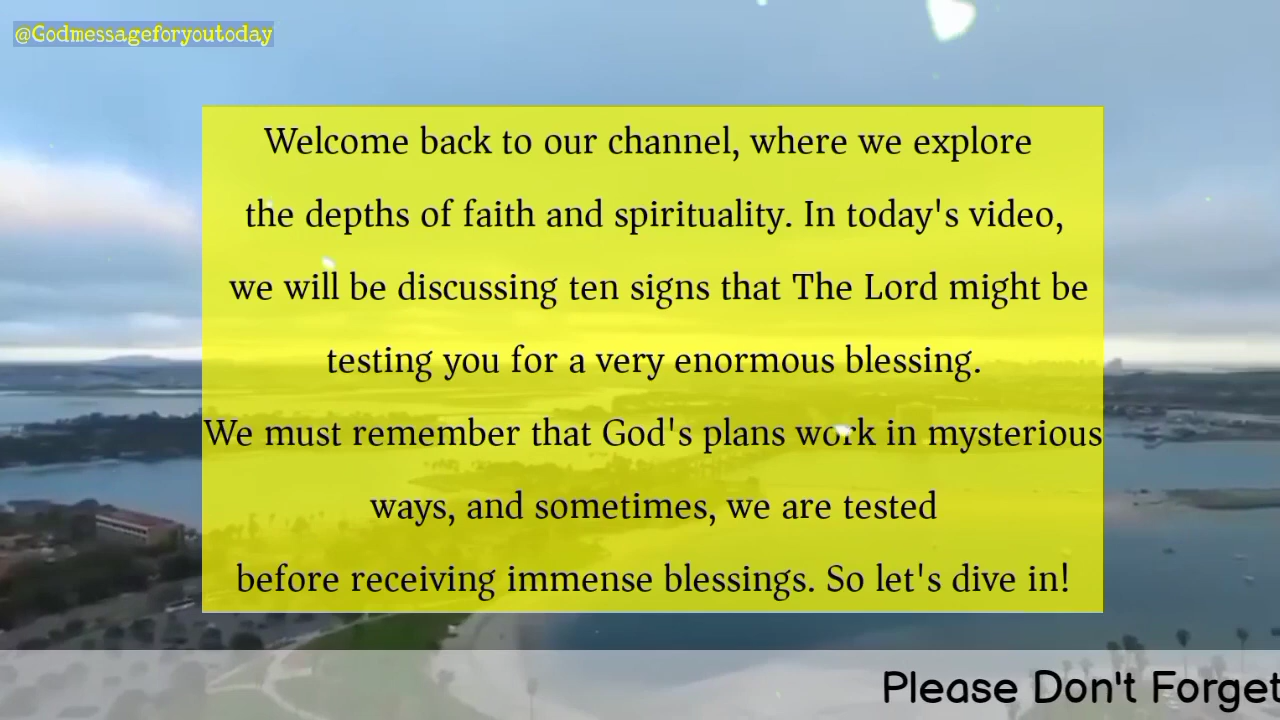 @Godmessageforyoutoday
Welcome back to our channel, where we explore
the depths of faith and spirituality. In today's video,
we will be discussing ten signs that The Lord might be
testing you for a very enormous blessing.
We must remember that God's plans work in mysterious
ways, and sometimes, we are tested
before receiving immense blessings. So let's dive in!
Please Don't Forget